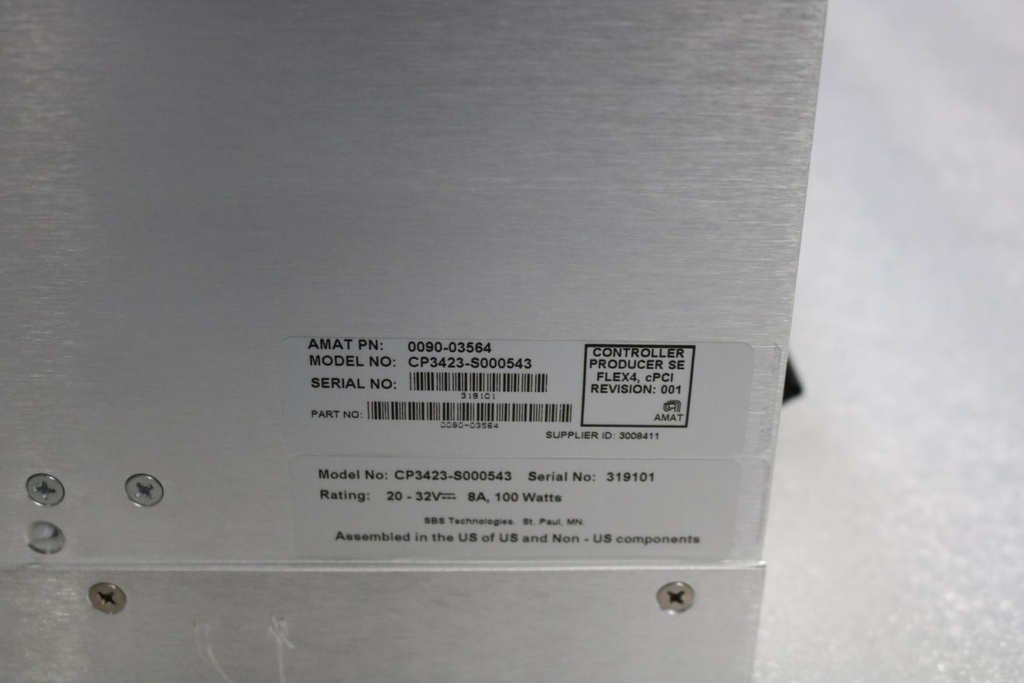 AMAT PN: 0090-03564
MODEL NO: CP3423-S000543
SERIAL NO:
319101
PART NO:
0090-03564
CONTROLLER
PRODUCER SE
FLEX4, cPCI
REVISION: 001
AMAT
SUPPLIER ID: 3008411
Model No: CP3423-S000543 Serial No: 319101
Rating: 20 - 32V⎓ 8A, 100 Watts
SBS Technologies. St. Paul, MN.
Assembled in the US of US and Non - US components